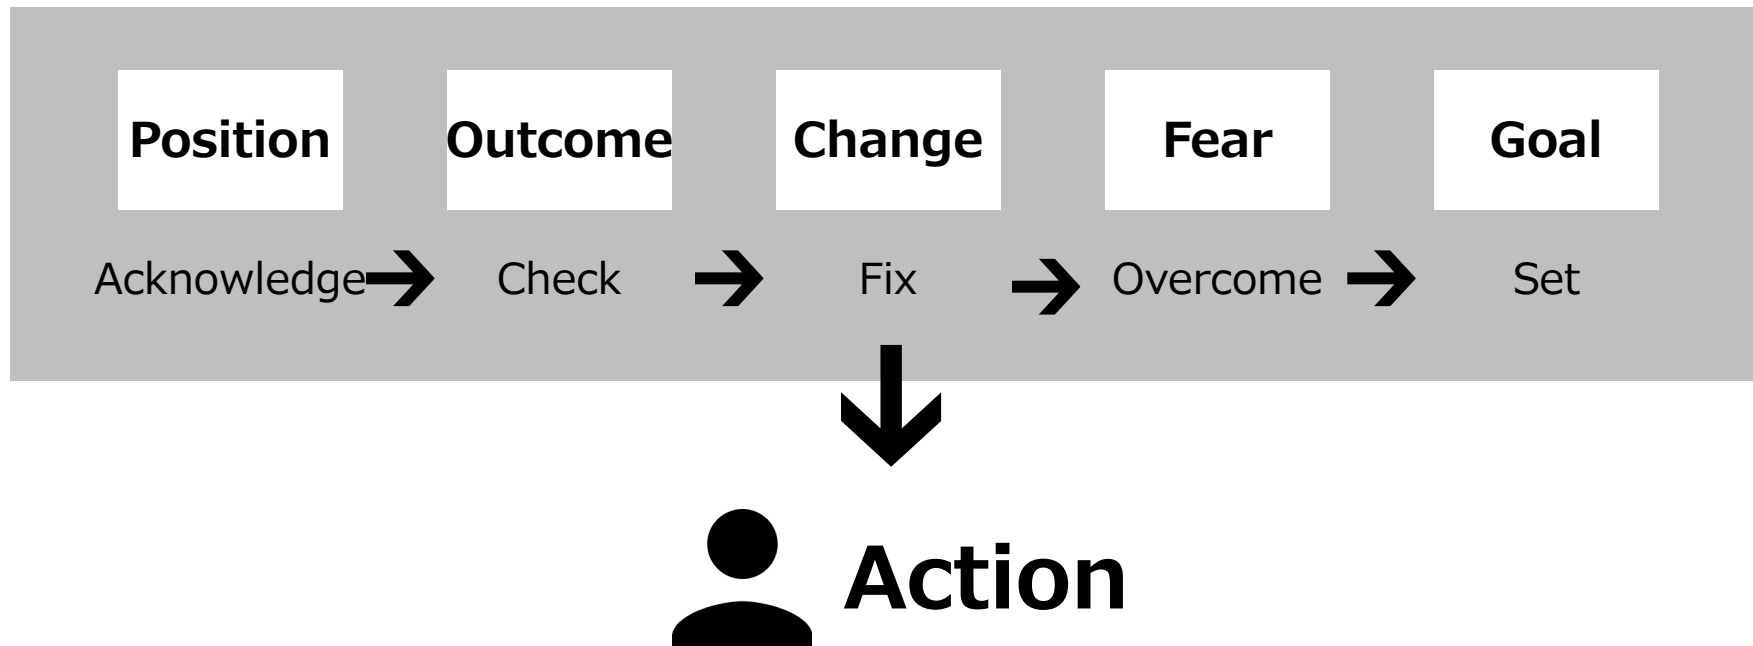 Position Outcome Change Fear Goal
Acknowledge Check Fix Overcome Set
Action